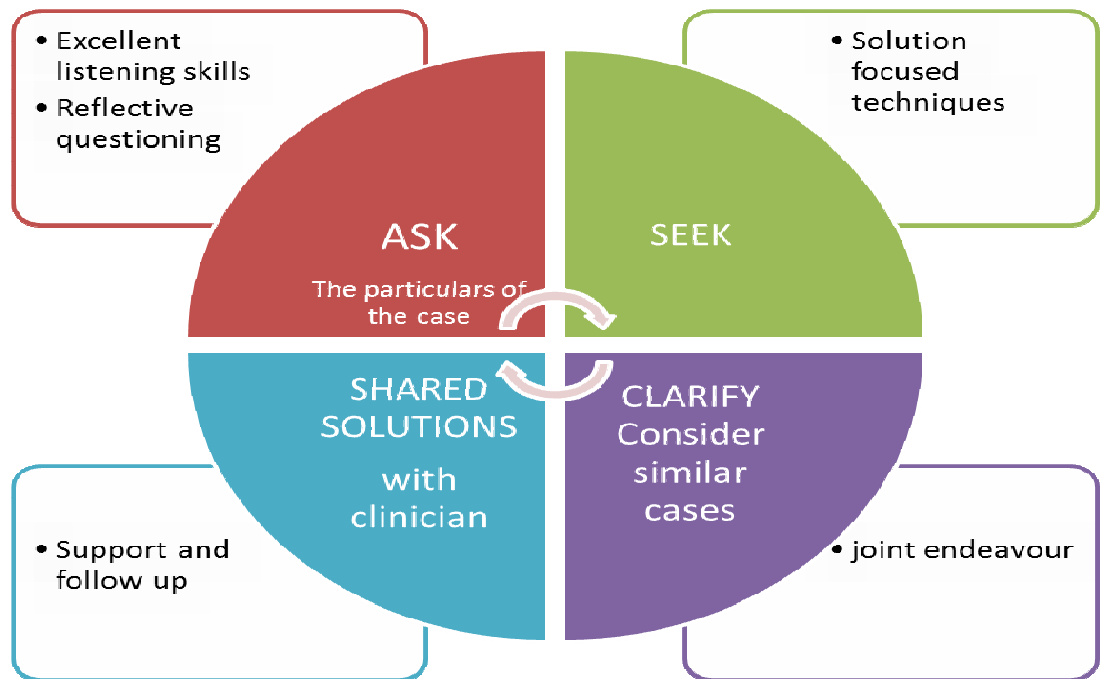 • Excellent
listening skills
• Reflective
questioning
• Solution
focused
techniques
ASK
The particulars of
the case
SEEK
SHARED
SOLUTIONS
with
clinician
CLARIFY
Consider
similar
cases
• Support and
follow up
• joint endeavour